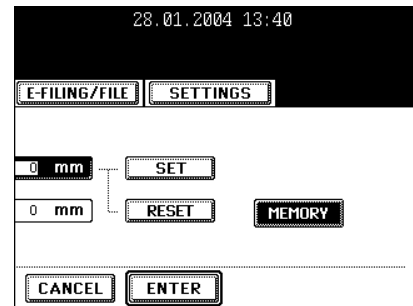 28.01.2004 13:40
E-FILING/FILE SETTINGS
0 mm SET
0 mm RESET MEMORY
CANCEL ENTER